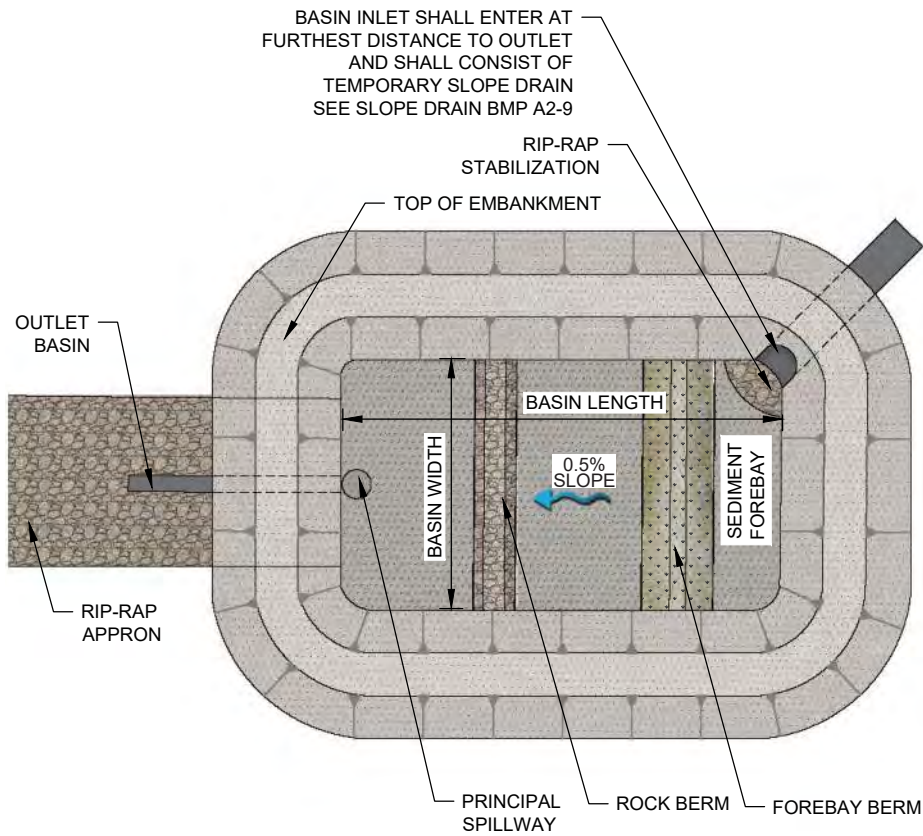 BASIN INLET SHALL ENTER AT
FURTHEST DISTANCE TO OUTLET
AND SHALL CONSIST OF
TEMPORARY SLOPE DRAIN
SEE SLOPE DRAIN BMP A2-9
RIP-RAP
STABILIZATION
TOP OF EMBANKMENT
OUTLET
BASIN
BASIN LENGTH
BASIN WIDTH
0.5%
SLOPE
SEDIMENT
FOREBAY
RIP-RAP
APPRON
PRINCIPAL
SPILLWAY
ROCK BERM
FOREBAY BERM